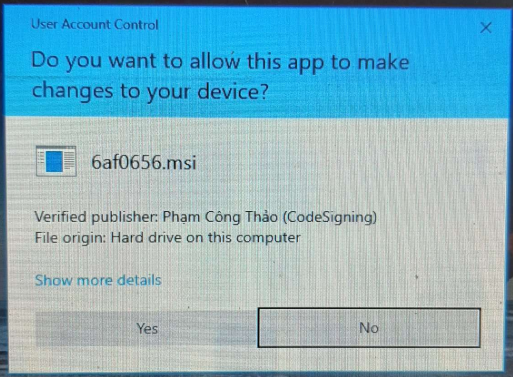 User Account Control
Do you want to allow this app to make
changes to your device?
6af0656.msi
Verified publisher: Phạm Công Thảo (CodeSigning)
File origin: Hard drive on this computer
Show more details
Yes
No